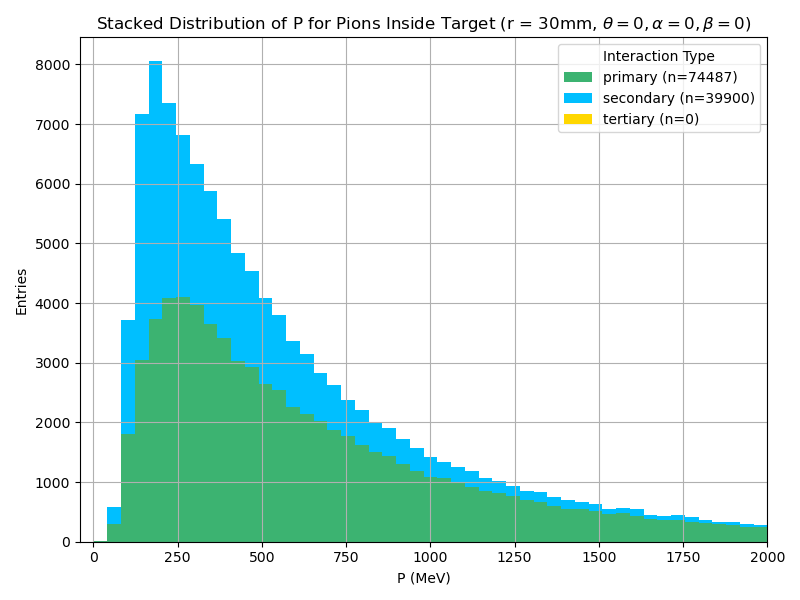 Stacked Distribution of P for Pions Inside Target (r = 30mm, θ = 0, α = 0, β = 0)
Interaction Type
primary (n=74487)
secondary (n=39900)
tertiary (n=0)
8000
7000
6000
5000
4000
3000
2000
1000
0
Entries
0 250 500 750 1000 1250 1500 1750 2000
P (MeV)